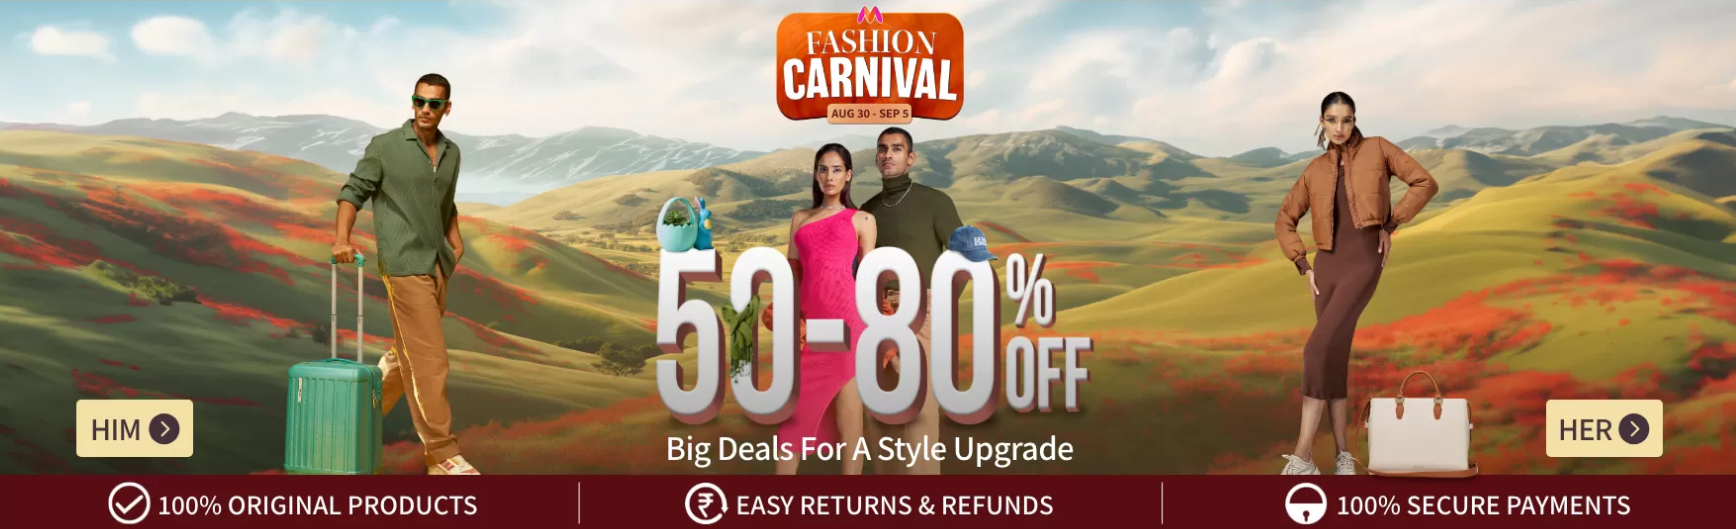 FASHION
CARNIVAL
AUG 30 - SEP 5
50-80% OFF
Big Deals For A Style Upgrade
HIM
HER
100% ORIGINAL PRODUCTS
EASY RETURNS & REFUNDS
100% SECURE PAYMENTS